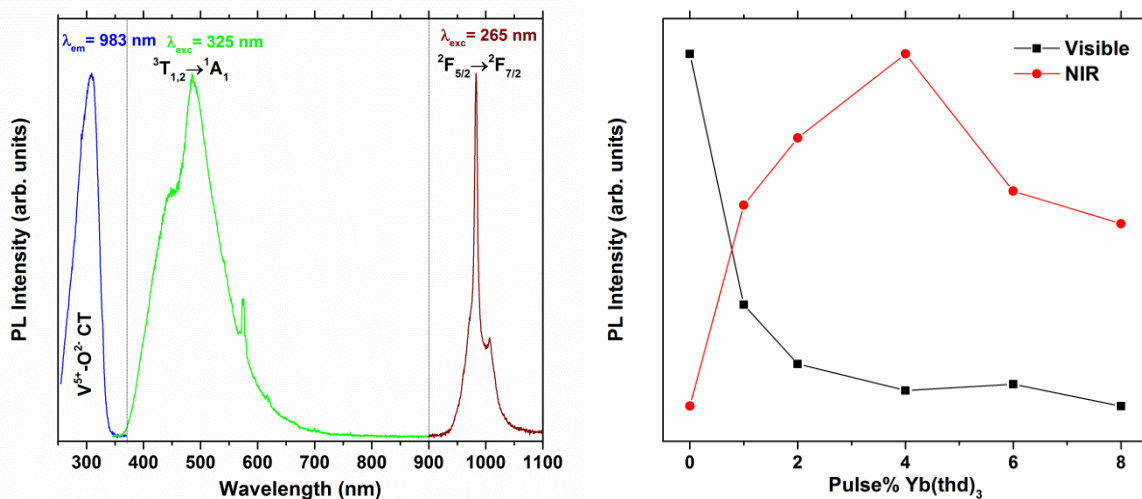 λem= 983 nm
λexc= 325 nm
λexc= 265 nm
³T₁,₂→¹A₁
²F₅/₂→²F₇/₂
V⁵⁺-O²⁻ CT
PL Intensity (arb. units)
300 400 500 600 700 800 900 1000 1100
Wavelength (nm)
Visible
NIR
PL Intensity (arb. units)
0 2 4 6 8
Pulse% Yb(thd)₃